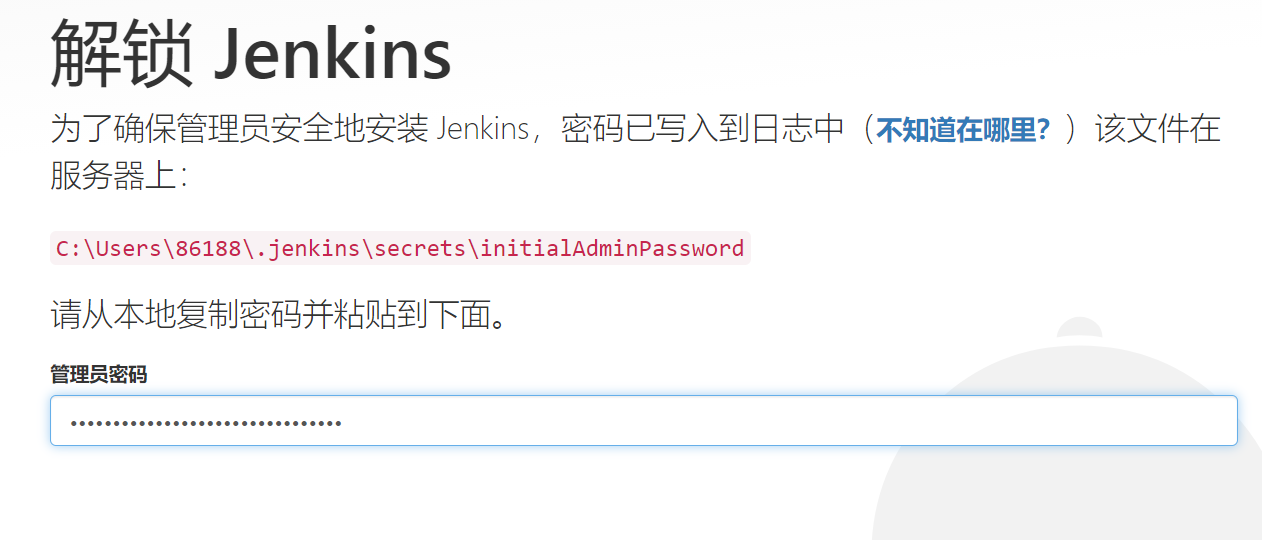 解锁 Jenkins
为了确保管理员安全地安装 Jenkins，密码已写入到日志中（不知道在哪里？）该文件在
服务器上：
C:\Users\86188\.jenkins\secrets\initialAdminPassword
请从本地复制密码并粘贴到下面。
管理员密码
••••••••••••••••••••••••••••••••